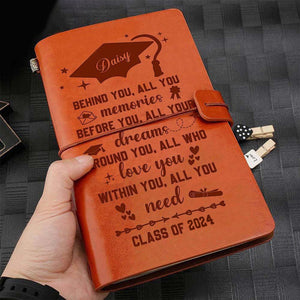 Daisy
BEHIND YOU, ALL YOU
memories
BEFORE YOU, ALL YOUR
dreams
ROUND YOU, ALL WHO
love you
WITHIN YOU, ALL YOU
need
CLASS OF 2024